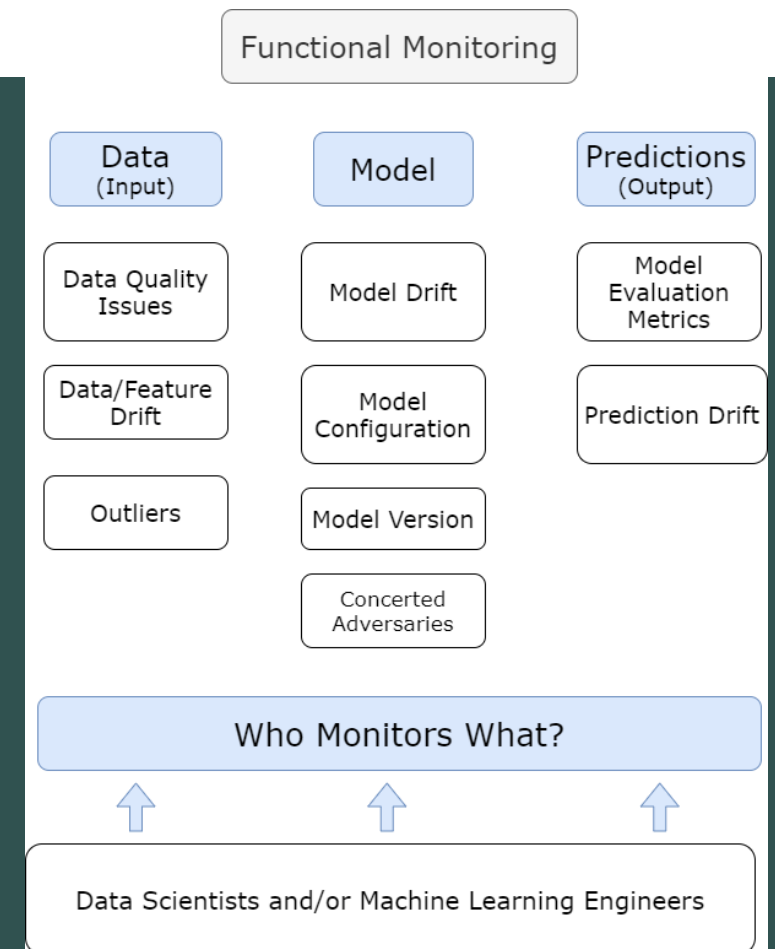 Functional Monitoring
Data
(Input)
Model
Predictions
(Output)
Data Quality
Issues
Model Drift
Model
Evaluation
Metrics
Data/Feature
Drift
Model
Configuration
Prediction Drift
Outliers
Model Version
Concerted
Adversaries
Who Monitors What?
Data Scientists and/or Machine Learning Engineers